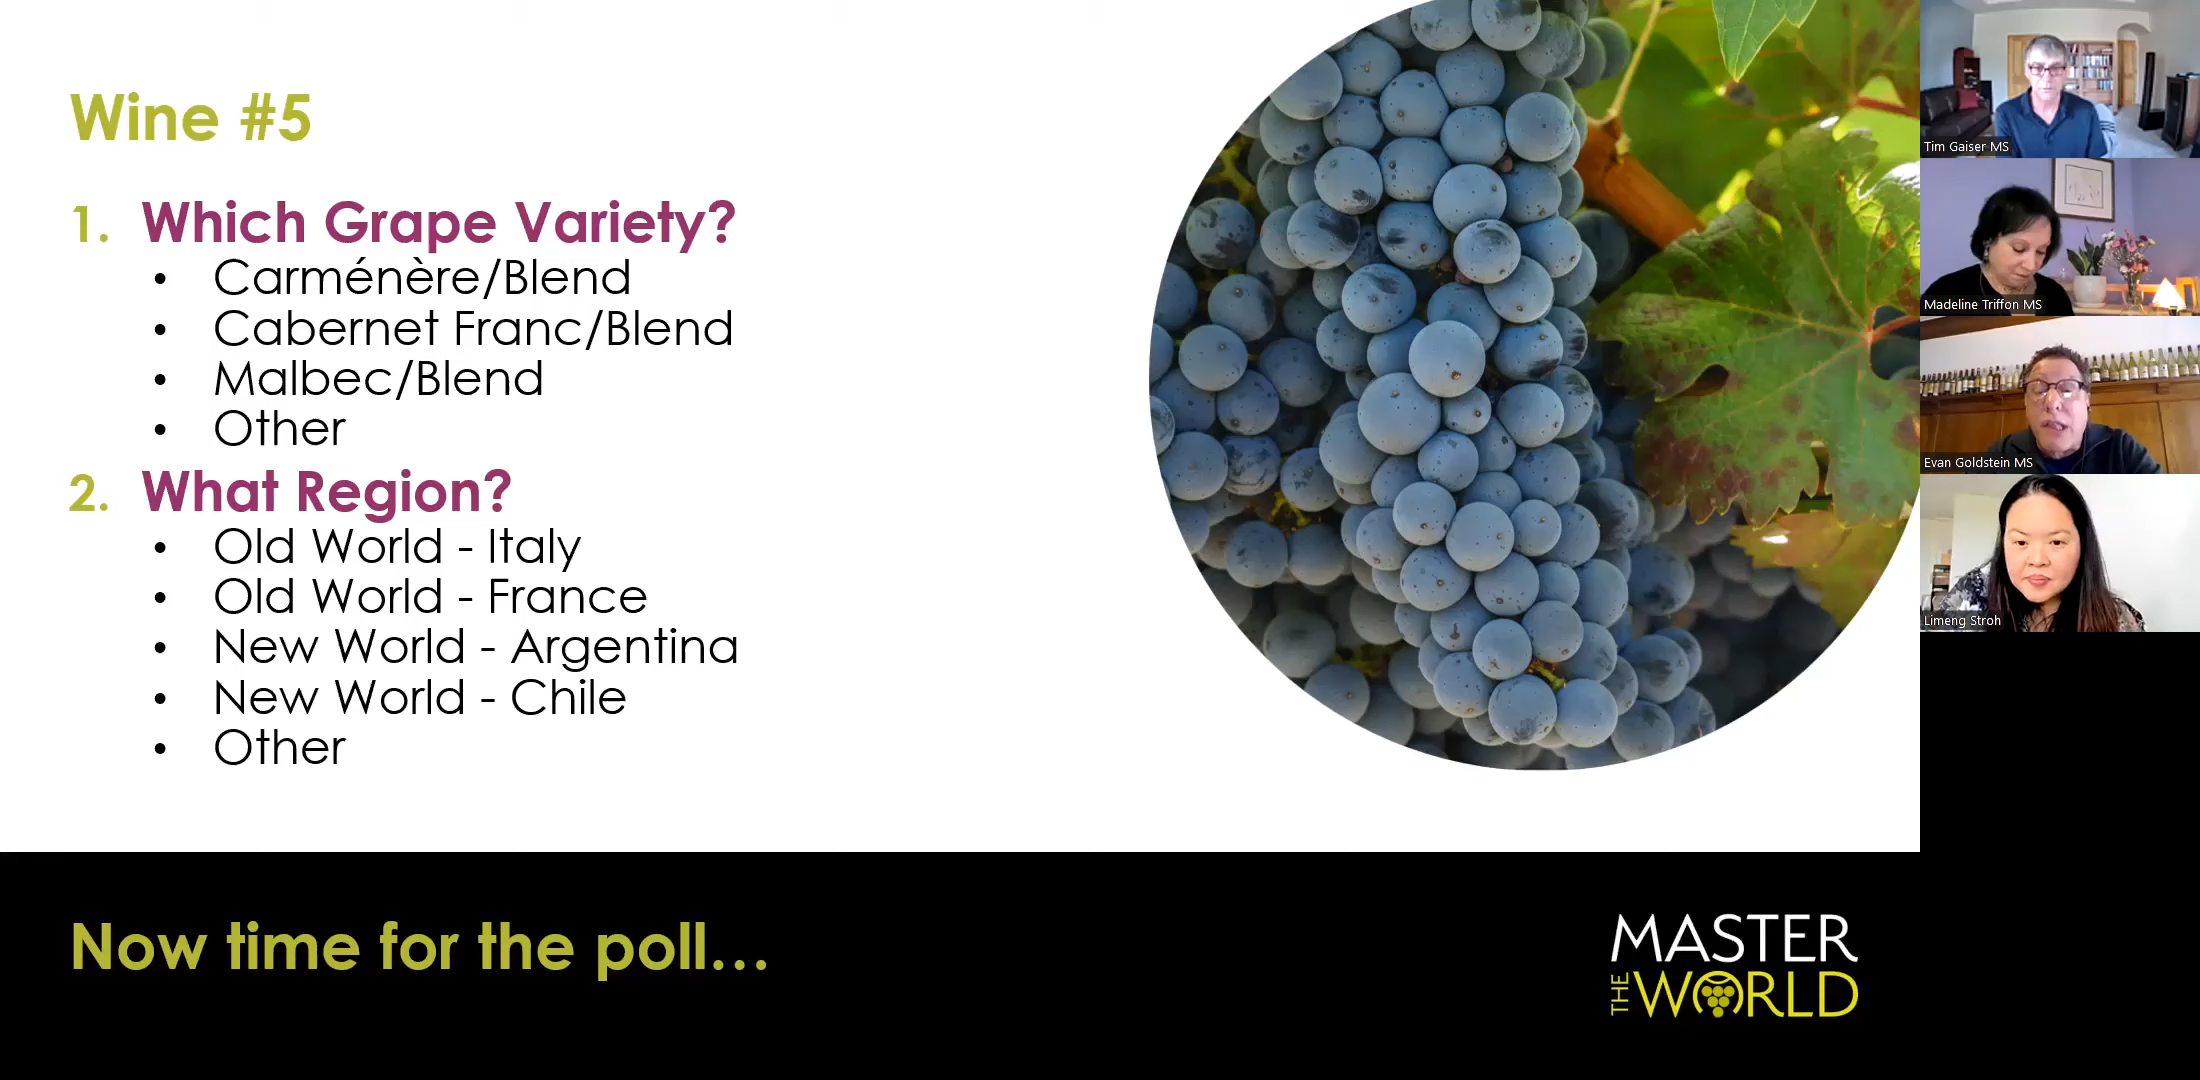 Wine #5
1. Which Grape Variety?
• Carménère/Blend
• Cabernet Franc/Blend
• Malbec/Blend
• Other
2. What Region?
• Old World - Italy
• Old World - France
• New World - Argentina
• New World - Chile
• Other
Now time for the poll...
MASTER
THE WORLD
Tim Gaiser MS
Madeline Triffon MS
Evan Goldstein MS
Limeng Stroh